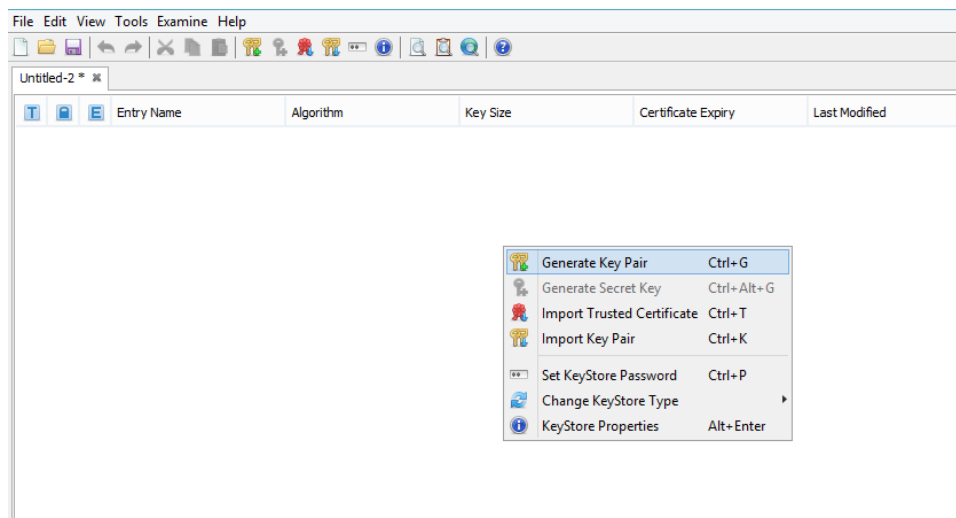 File Edit View Tools Examine Help
Untitled-2 *
T E Entry Name Algorithm Key Size Certificate Expiry Last Modified
Generate Key Pair Ctrl+G
Generate Secret Key Ctrl+Alt+G
Import Trusted Certificate Ctrl+T
Import Key Pair Ctrl+K
Set KeyStore Password Ctrl+P
Change KeyStore Type
KeyStore Properties Alt+Enter